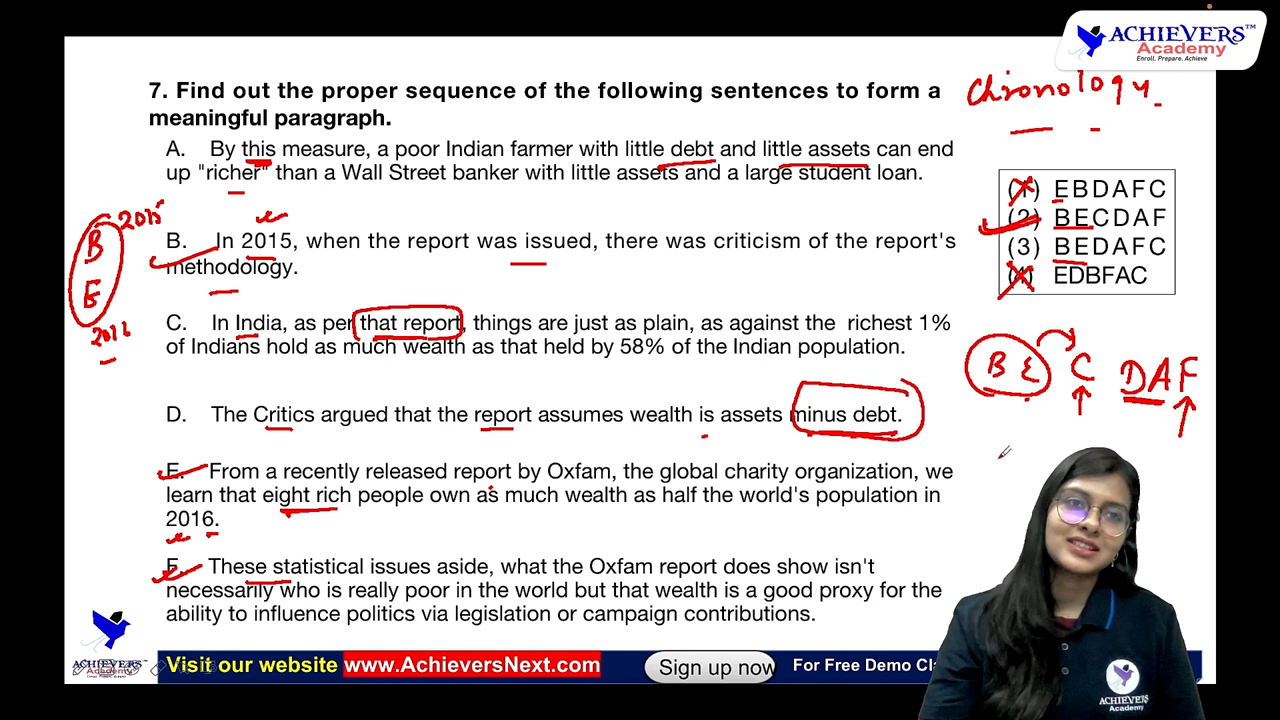 ACHIEVERS™
Academy
Enroll. Prepare. Achieve
Chronology
7. Find out the proper sequence of the following sentences to form a
meaningful paragraph.
A. By this measure, a poor Indian farmer with little debt and little assets can end
up "richer" than a Wall Street banker with little assets and a large student loan.
(1) E B D A F C
(2) B E C D A F
(3) B E D A F C
(4) EDBFAC
2015
B
E
2016
B. In 2015, when the report was issued, there was criticism of the report's
methodology.
C. In India, as per that report, things are just as plain, as against the richest 1%
of Indians hold as much wealth as that held by 58% of the Indian population.
B E C D A F
D. The Critics argued that the report assumes wealth is assets minus debt.
E. From a recently released report by Oxfam, the global charity organization, we
learn that eight rich people own as much wealth as half the world's population in
2016.
F. These statistical issues aside, what the Oxfam report does show isn't
necessarily who is really poor in the world but that wealth is a good proxy for the
ability to influence politics via legislation or campaign contributions.
ACHIEVERS™
Academy
Visit our website www.AchieversNext.com
Sign up now
For Free Demo Cl
ACHIEVERS
Academy